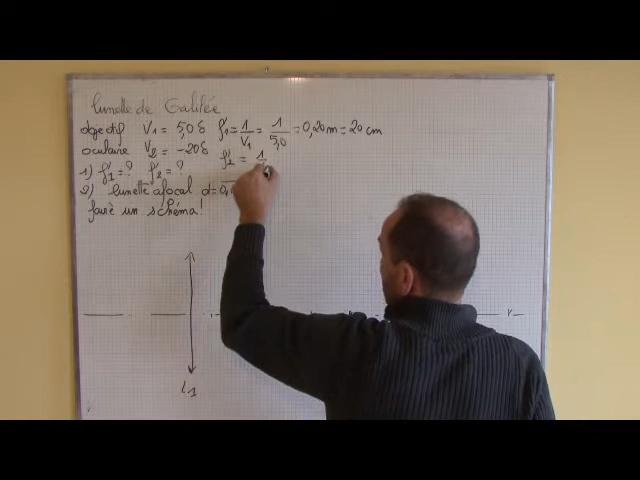 lunette de Galilée
objectif V1 = 5,0 δ f'1 = 1/V1 = 1/5,0 = 0,20 m = 20 cm
oculaire V2 = -20 δ f'2 = 1
1) f'1 = ? f'2 = ?
2) lunette afocal d = 0,
faire un schéma!
L1